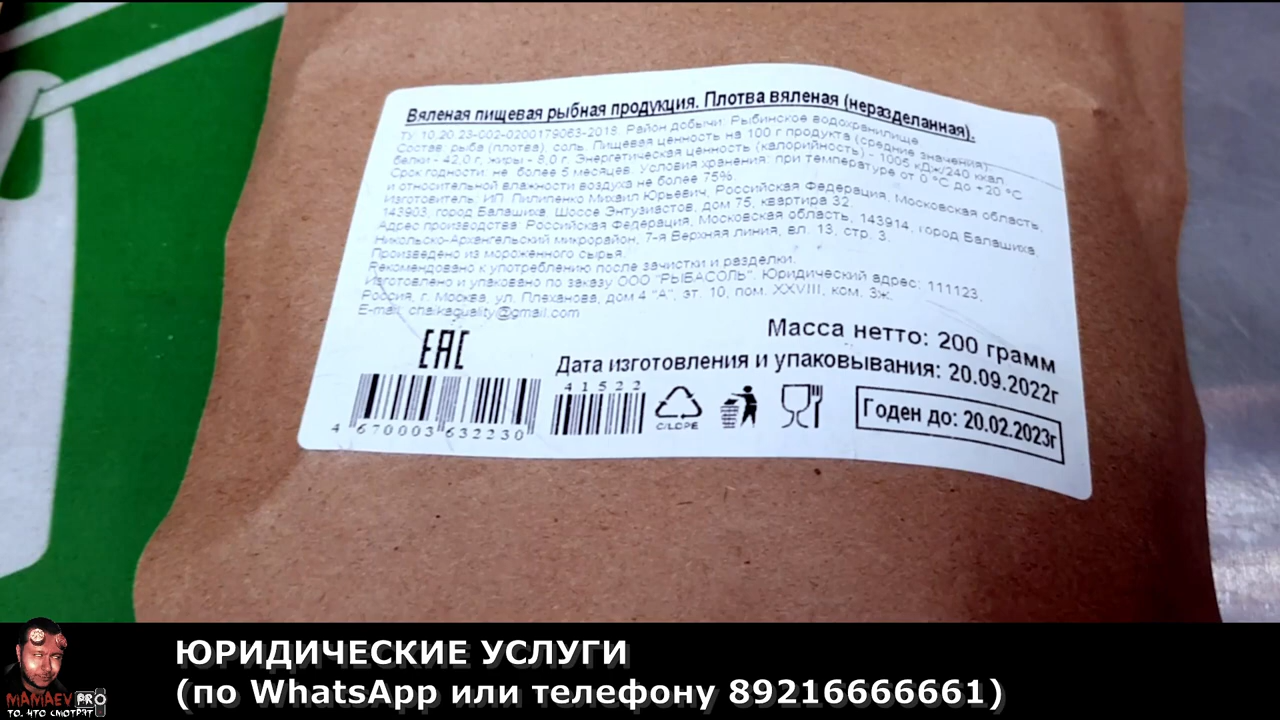 Вяленая пищевая рыбная продукция. Плотва вяленая (неразделанная).
ТУ 10.20.23-002-0200179063-2018. Район добычи: Рыбинское водохранилище
Состав: рыба (плотва), соль. Пищевая ценность на 100 г продукта (средние значения):
белки - 42,0 г, жиры - 8,0 г. Энергетическая ценность (калорийность) - 1005 кДж/240 ккал.
Срок годности: не более 5 месяцев. Условия хранения: при температуре от 0 °C до +20 °C
и относительной влажности воздуха не более 75%.
Изготовитель: ИП Пилипенко Михаил Юрьевич, Российская Федерация, Московская область,
143903, город Балашиха, Шоссе Энтузиастов, дом 75, квартира 32.
Адрес производства: Российская Федерация, Московская область, 143914, город Балашиха,
Никольско-Архангельский микрорайон, 7-я Верхняя линия, вл. 13, стр. 3.
Произведено из мороженного сырья.
Рекомендовано к употреблению после зачистки и разделки.
Изготовлено и упаковано по заказу ООО "РЫБАСОЛЬ". Юридический адрес: 111123,
Россия, г. Москва, ул. Плеханова, дом 4 "А", эт. 10, пом. XXVIII, ком. 3ж.
E-mail: chaikaquality@gmail.com
Масса нетто: 200 грамм
Дата изготовления и упаковывания: 20.09.2022г
EAC
41522
4 670003 632230
C/LDPE
Годен до: 20.02.2023г
ЮРИДИЧЕСКИЕ УСЛУГИ
(по WhatsApp или телефону 89216666661)
MAMAEV.PRO
ТО, ЧТО СМОТРЯТ